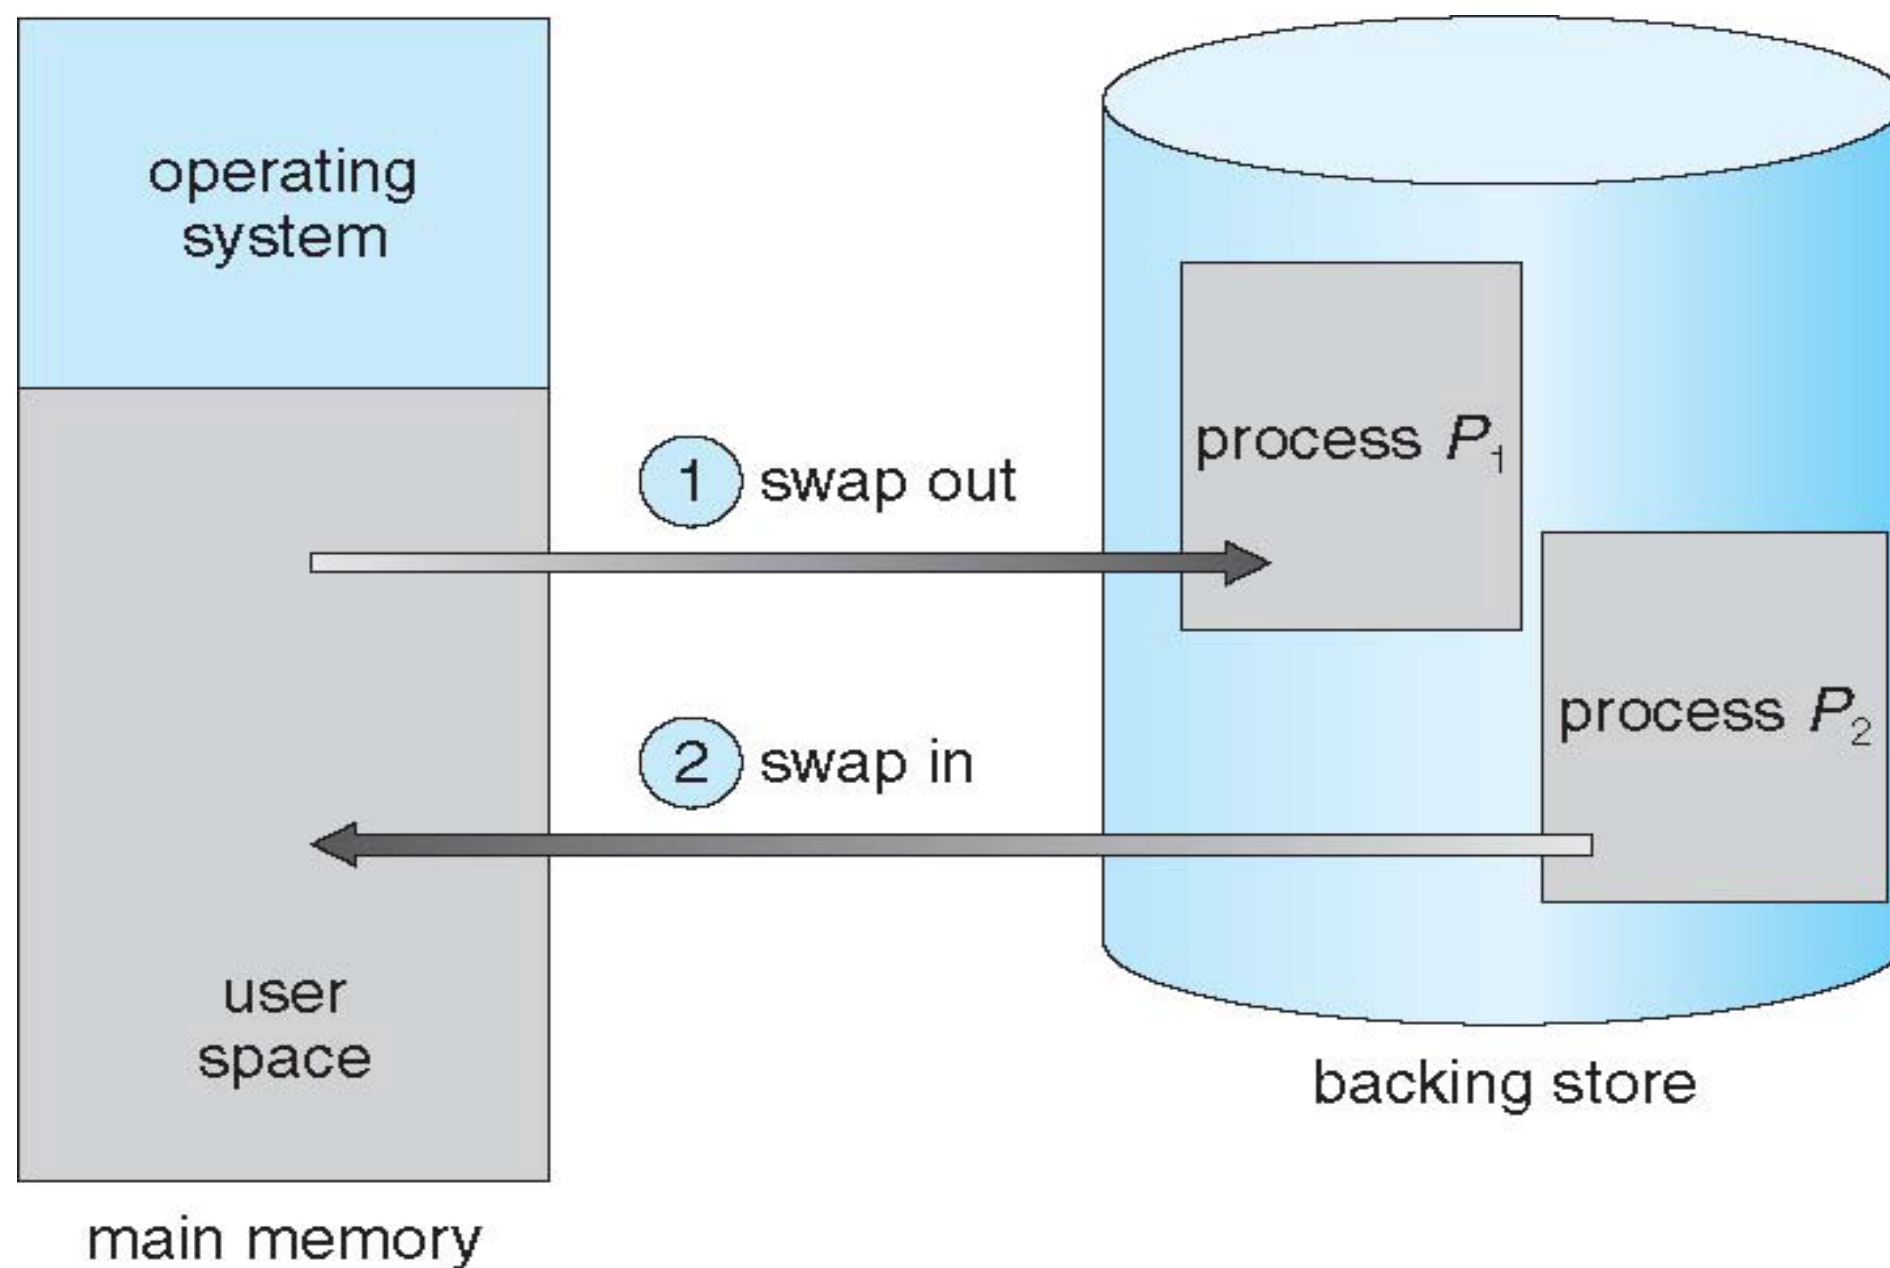 operating
system
1 swap out
process P₁
process P₂
2 swap in
user
space
backing store
main memory